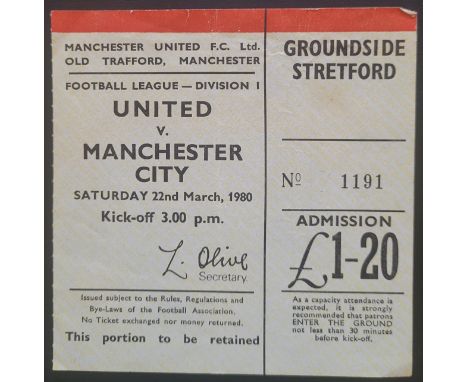 MANCHESTER UNITED F.C. Ltd.
OLD TRAFFORD, MANCHESTER
FOOTBALL LEAGUE — DIVISION 1
UNITED
V.
MANCHESTER
CITY
SATURDAY 22nd March, 1980
Kick-off 3.00 p.m.
L. Olive
Secretary.
Issued subject to the Rules, Regulations and
Bye-Laws of the Football Association.
No Ticket exchanged nor money returned.
This portion to be retained
GROUNDSIDE
STRETFORD
Nº 1191
ADMISSION
£1-20
As a capacity attendance is
expected, it is strongly
recommended that patrons
ENTER THE GROUND
not less than 30 minutes
before kick-off.